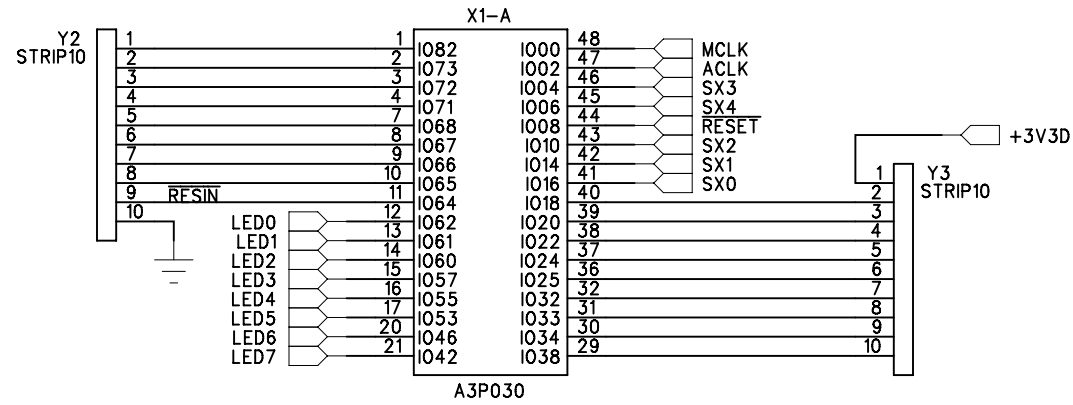 X1-A
Y2
STRIP10
1 1 IO82 IO00 48 MCLK
2 2 IO73 IO02 47 ACLK
3 3 IO72 IO04 46 SX3
4 4 IO71 IO06 45 SX4
5 7 IO68 IO08 44 RESET
6 8 IO67 IO10 43 SX2
+3V3D
7 9 IO66 IO14 42 SX1
8 10 IO65 IO16 41 SX0 1
Y3
STRIP10
9 RESIN 11 IO64 IO18 40 2
10 LED0 12 IO62 IO20 39 3
LED1 13 IO61 IO22 38 4
LED2 14 IO60 IO24 37 5
LED3 15 IO57 IO25 36 6
LED4 16 IO55 IO32 32 7
LED5 17 IO53 IO33 31 8
LED6 20 IO46 IO34 30 9
LED7 21 IO42 IO38 29 10
A3P030